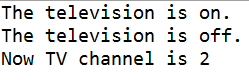 The television is on.
The television is off.
Now TV channel is 2